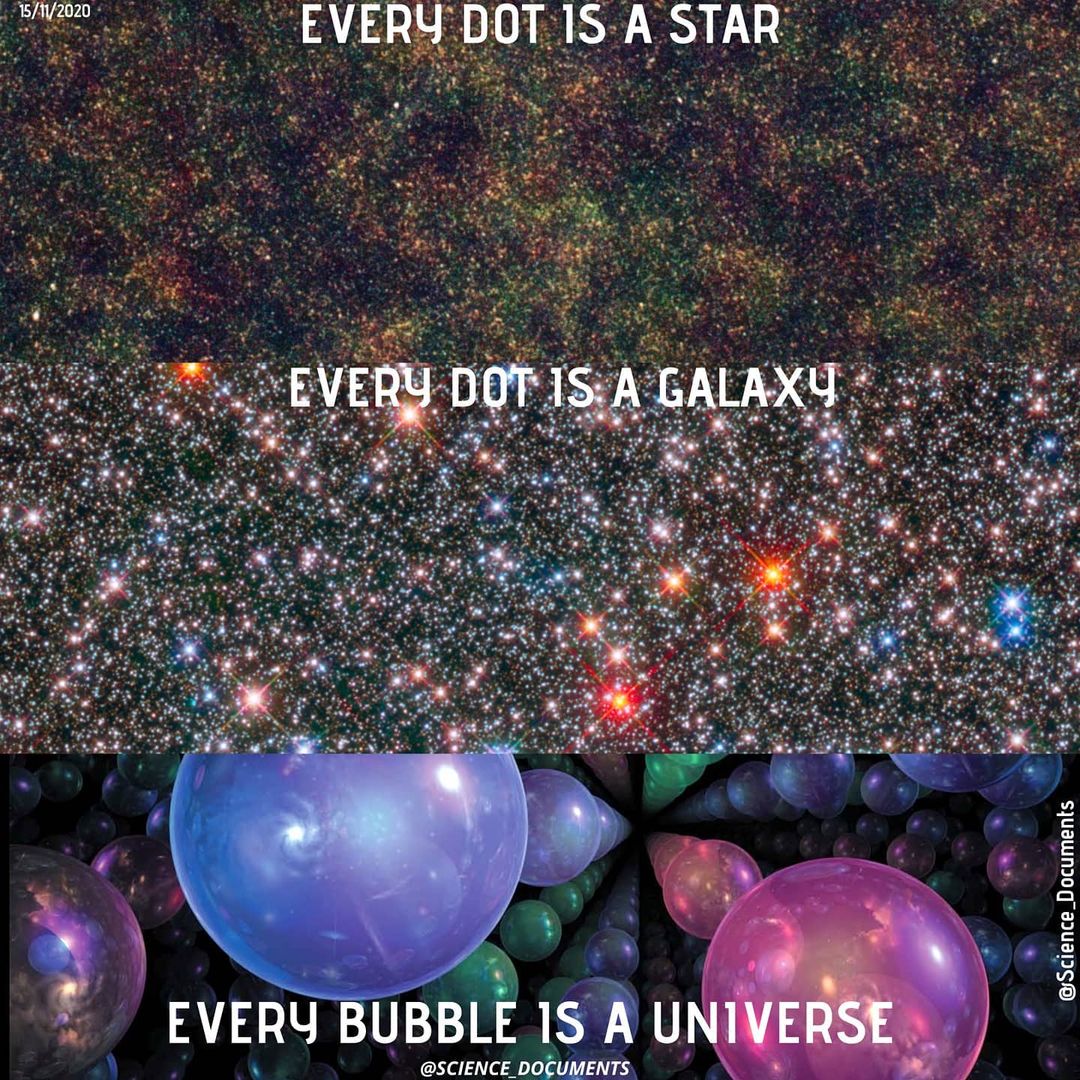 15/11/2020
EVERY DOT IS A STAR
EVERY DOT IS A GALAXY
@Science_Documents
EVERY BUBBLE IS A UNIVERSE
@SCIENCE_DOCUMENTS